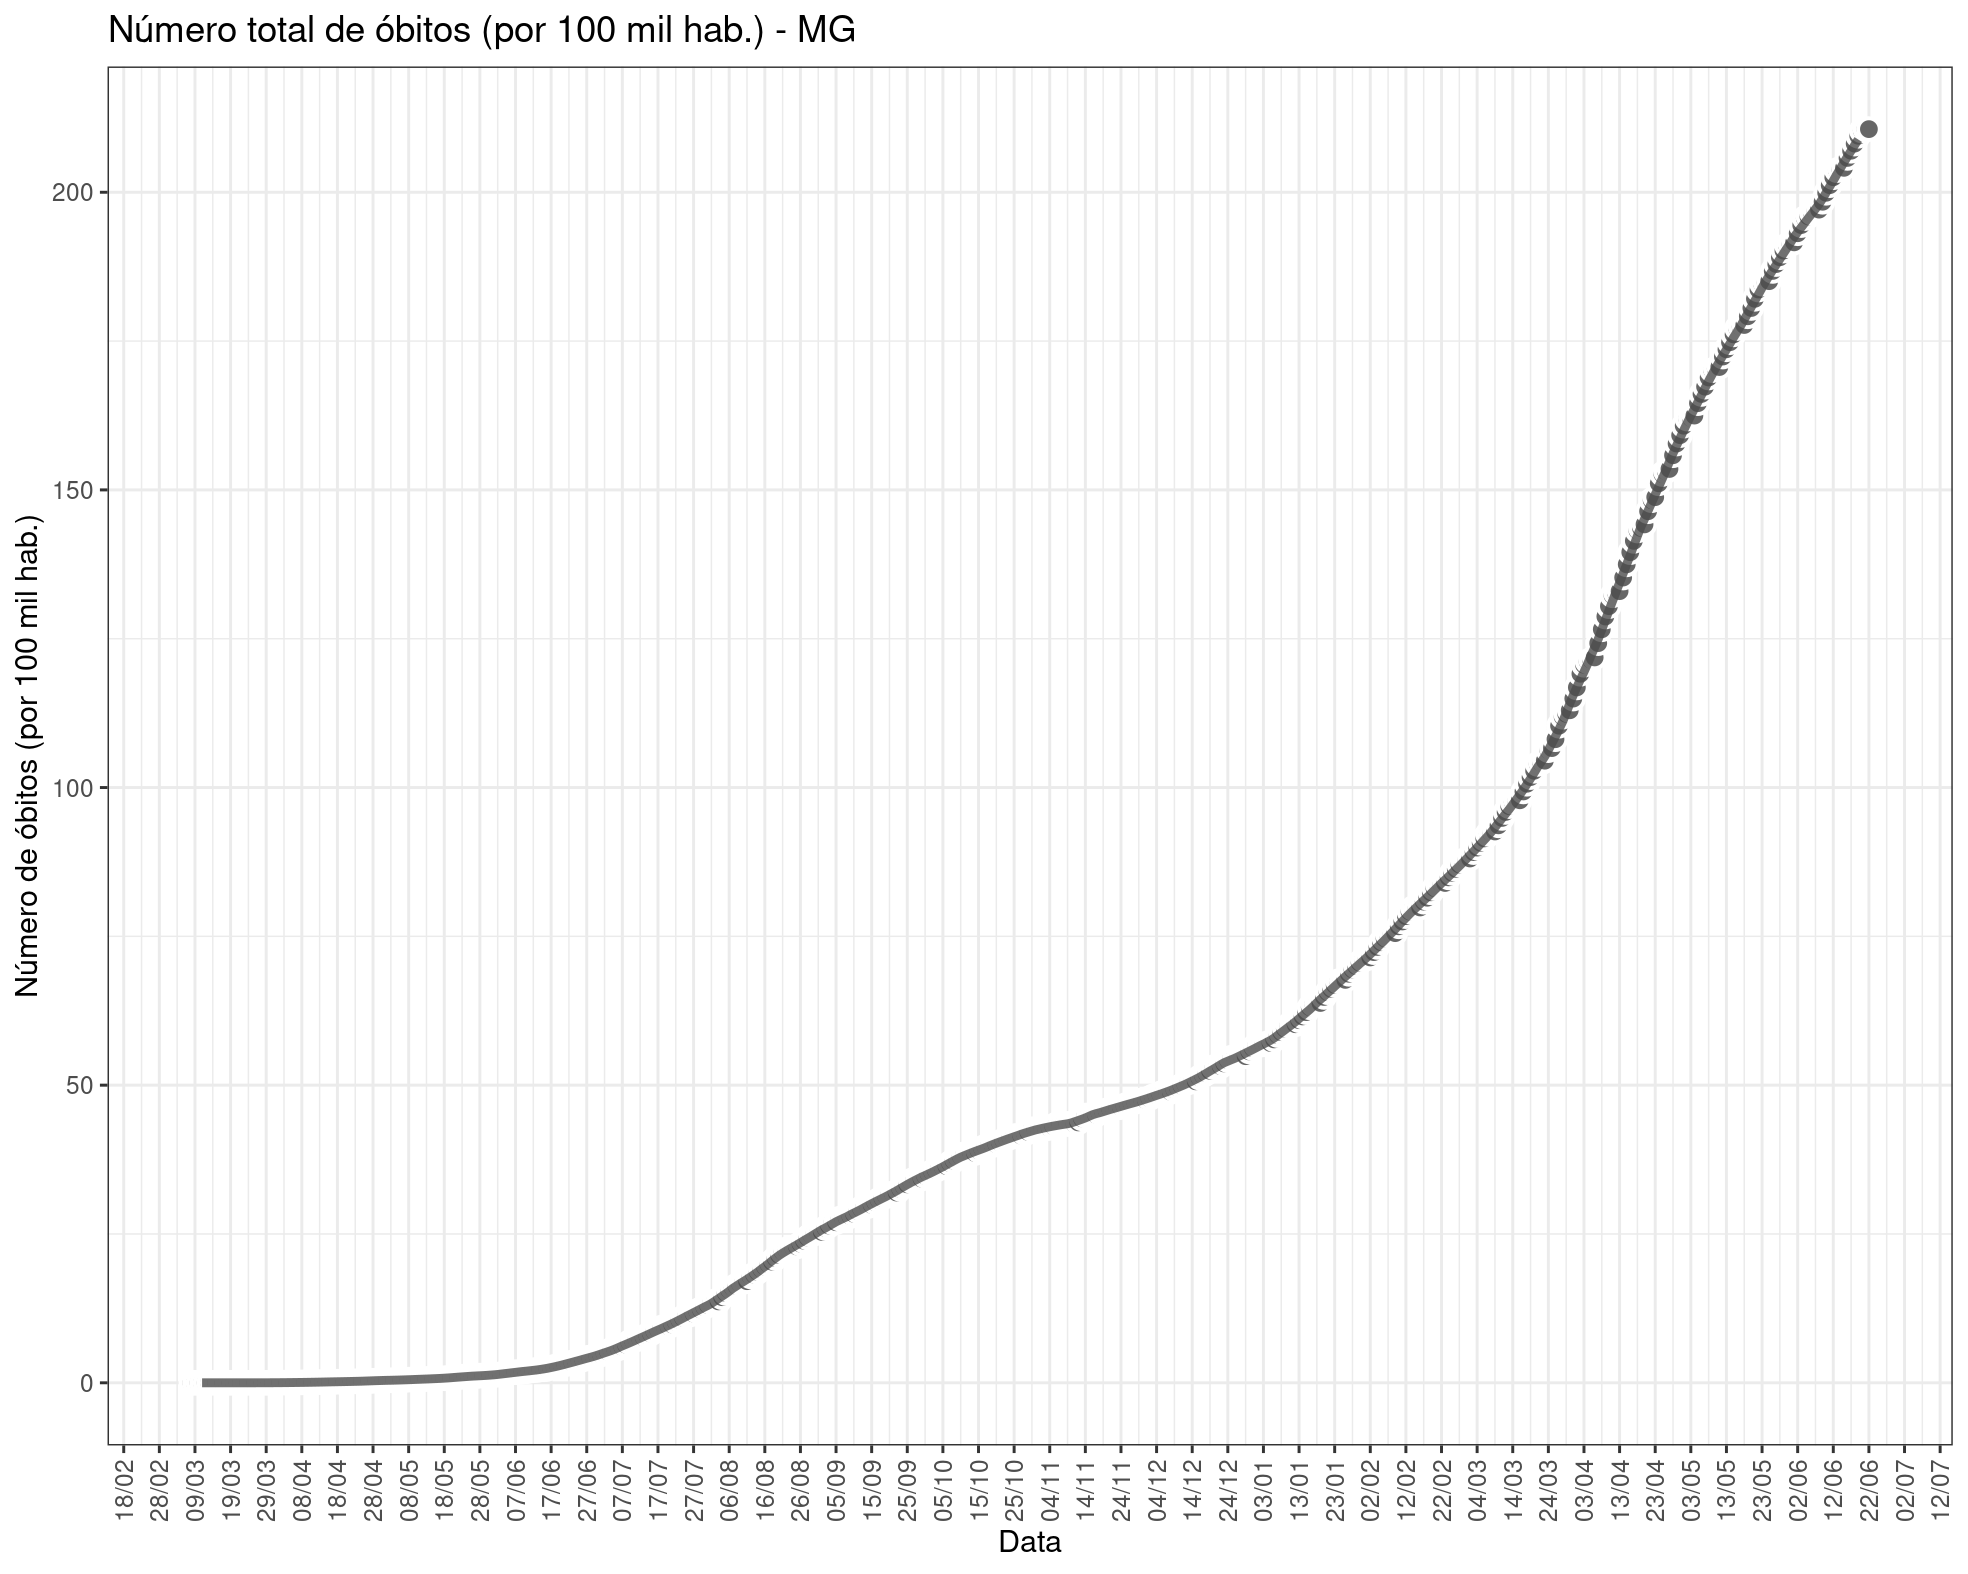 Número total de óbitos (por 100 mil hab.) - MG
Número de óbitos (por 100 mil hab.)
200
150
100
50
0
18/02 28/02 09/03 19/03 29/03 08/04 18/04 28/04 08/05 18/05 28/05 07/06 17/06 27/06 07/07 17/07 27/07 06/08 16/08 26/08 05/09 15/09 25/09 05/10 15/10 25/10 04/11 14/11 24/11 04/12 14/12 24/12 03/01 13/01 23/01 02/02 12/02 22/02 04/03 14/03 24/03 03/04 13/04 23/04 03/05 13/05 23/05 02/06 12/06 22/06 02/07 12/07
Data